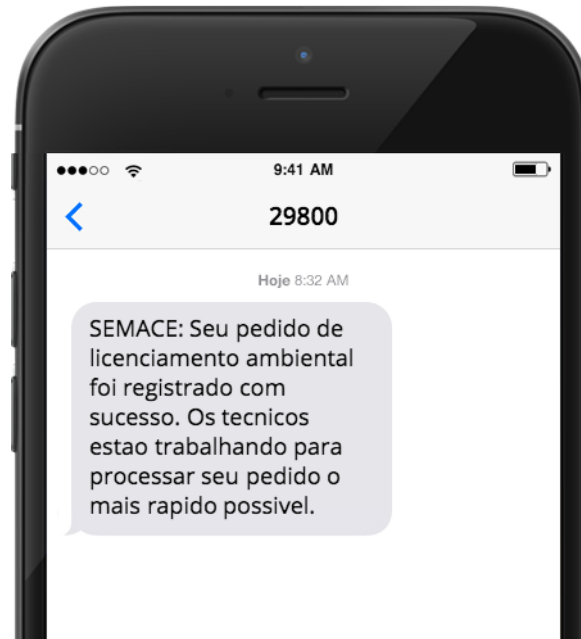 9:41 AM
29800
Hoje 8:32 AM
SEMACE: Seu pedido de
licenciamento ambiental
foi registrado com
sucesso. Os tecnicos
estao trabalhando para
processar seu pedido o
mais rapido possivel.